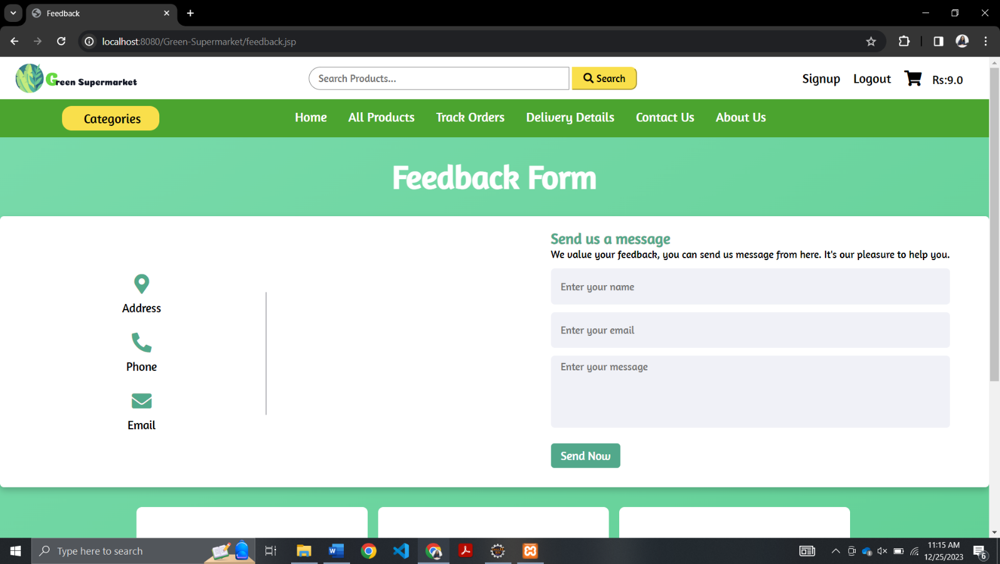 Feedback
localhost:8080/Green-Supermarket/feedback.jsp
Green Supermarket
Search Products...
Search
Signup
Logout
Rs:9.0
Categories
Home
All Products
Track Orders
Delivery Details
Contact Us
About Us
Feedback Form
Send us a message
We value your feedback, you can send us message from here. It's our pleasure to help you.
Enter your name
Enter your email
Enter your message
Send Now
Address
Phone
Email
Type here to search
11:15 AM
12/25/2023
6